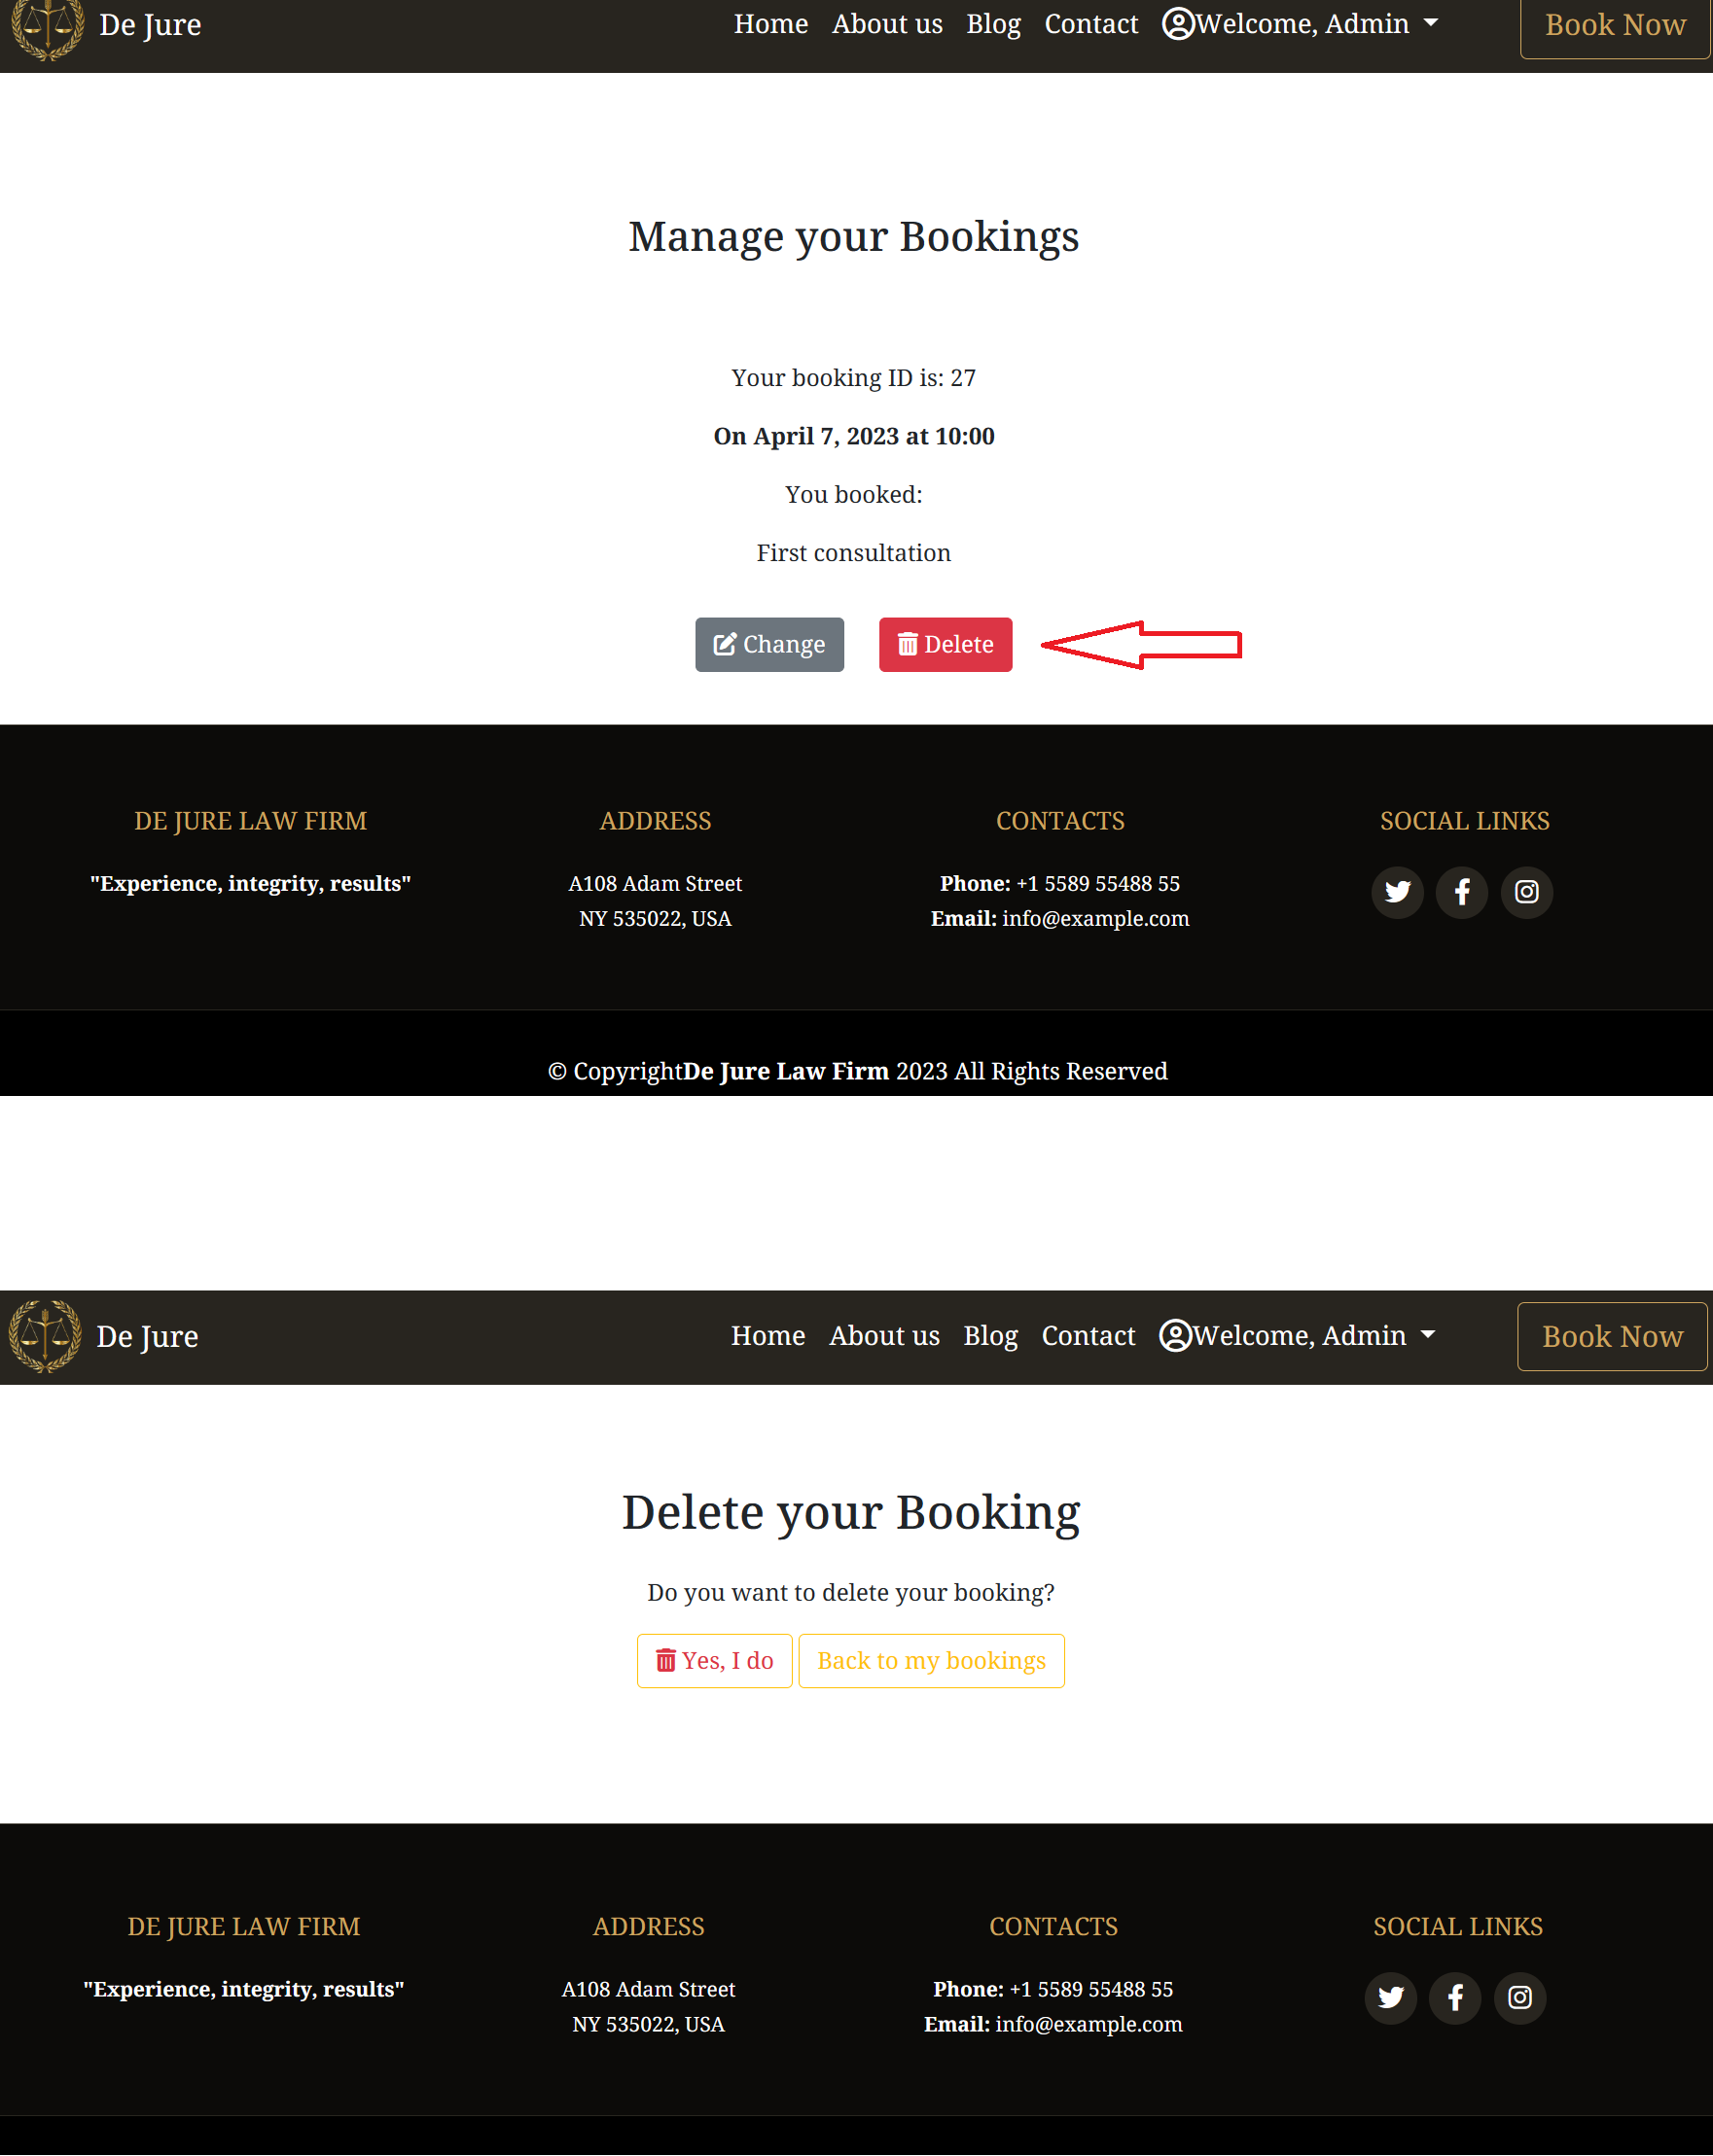 De Jure Home About us Blog Contact Welcome, Admin Book Now
Manage your Bookings
Your booking ID is: 27
On April 7, 2023 at 10:00
You booked:
First consultation
Change Delete
DE JURE LAW FIRM ADDRESS CONTACTS SOCIAL LINKS
"Experience, integrity, results" A108 Adam Street Phone: +1 5589 55488 55
NY 535022, USA Email: info@example.com
© CopyrightDe Jure Law Firm 2023 All Rights Reserved
De Jure Home About us Blog Contact Welcome, Admin Book Now
Delete your Booking
Do you want to delete your booking?
Yes, I do Back to my bookings
DE JURE LAW FIRM ADDRESS CONTACTS SOCIAL LINKS
"Experience, integrity, results" A108 Adam Street Phone: +1 5589 55488 55
NY 535022, USA Email: info@example.com